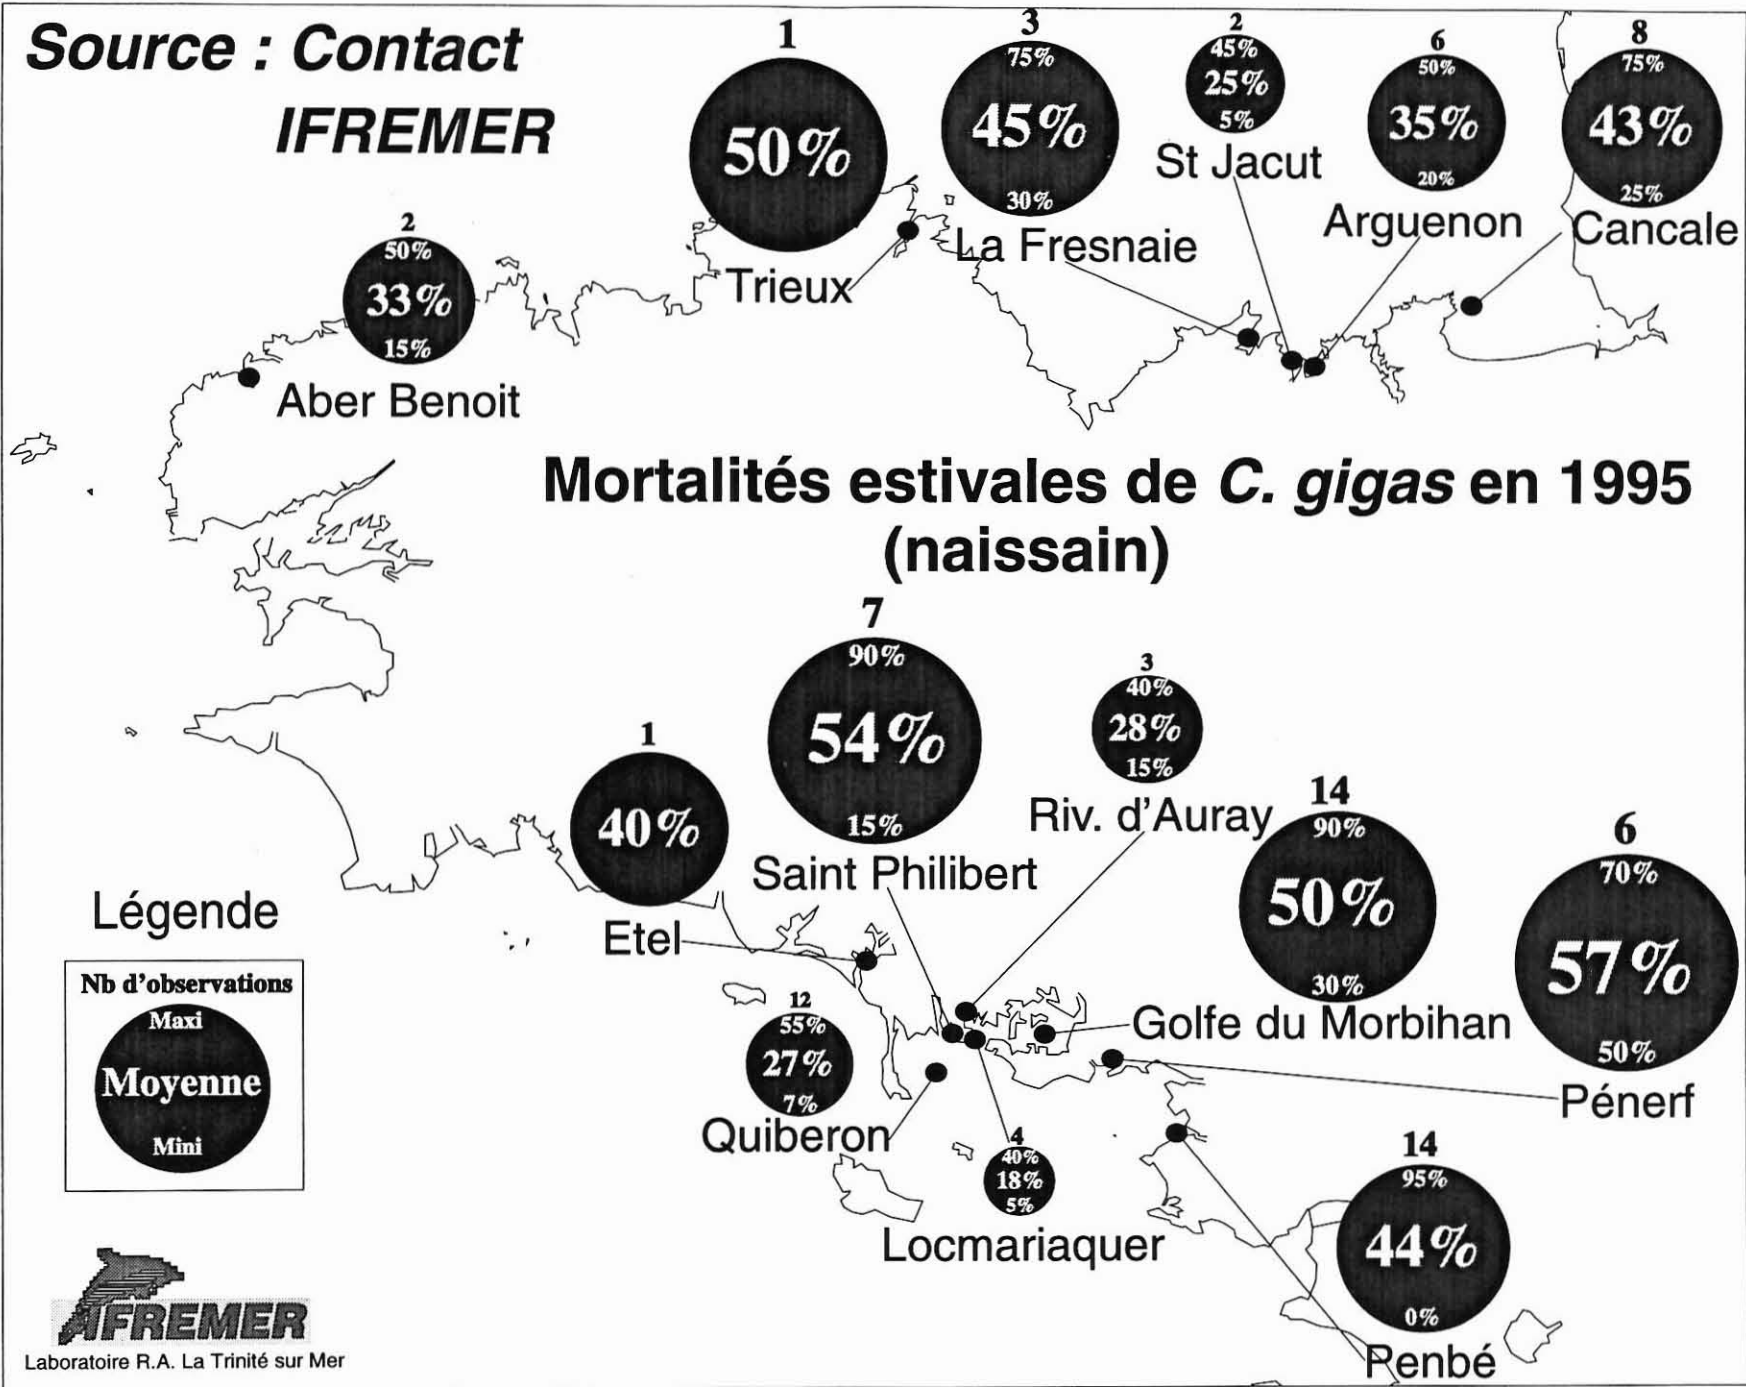 Source : Contact
IFREMER
1
50%
Trieux
3
75%
45%
30%
La Fresnaie
2
45%
25%
5%
St Jacut
6
50%
35%
20%
Arguenon
8
75%
43%
25%
Cancale
2
50%
33%
15%
Aber Benoit
Mortalités estivales de C. gigas en 1995
(naissain)
7
90%
54%
15%
Saint Philibert
3
40%
28%
15%
Riv. d'Auray
1
40%
Etel
14
90%
50%
30%
Golfe du Morbihan
6
70%
57%
50%
Pénerf
12
55%
27%
7%
Quiberon
4
40%
18%
5%
Locmariaquer
14
95%
44%
0%
Penbé
Légende
Nb d'observations
Maxi
Moyenne
Mini
IFREMER
Laboratoire R.A. La Trinité sur Mer